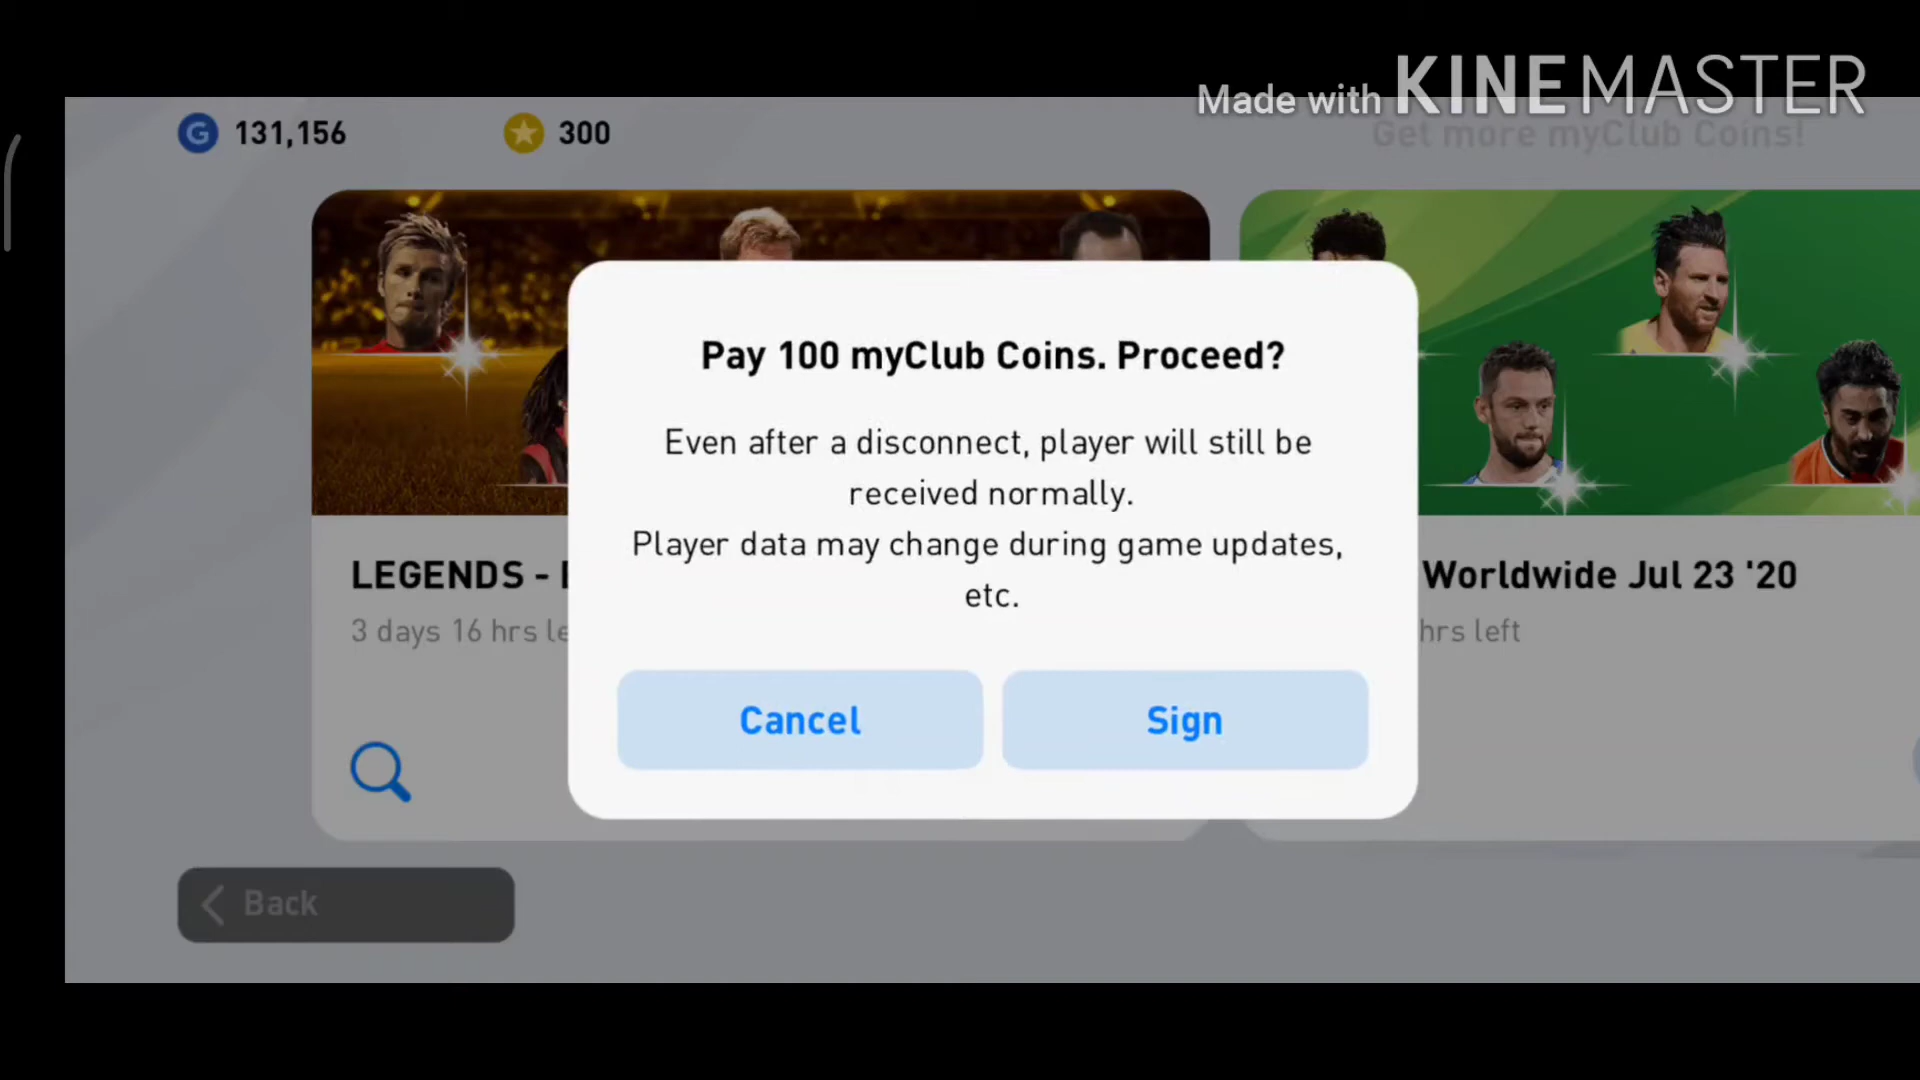 Made with KINEMASTER
G 131,156
300
Get more myClub Coins!
Pay 100 myClub Coins. Proceed?
Even after a disconnect, player will still be
received normally.
Player data may change during game updates,
etc.
Cancel
Sign
LEGENDS -
3 days 16 hrs
Worldwide Jul 23 '20
hrs left
Back